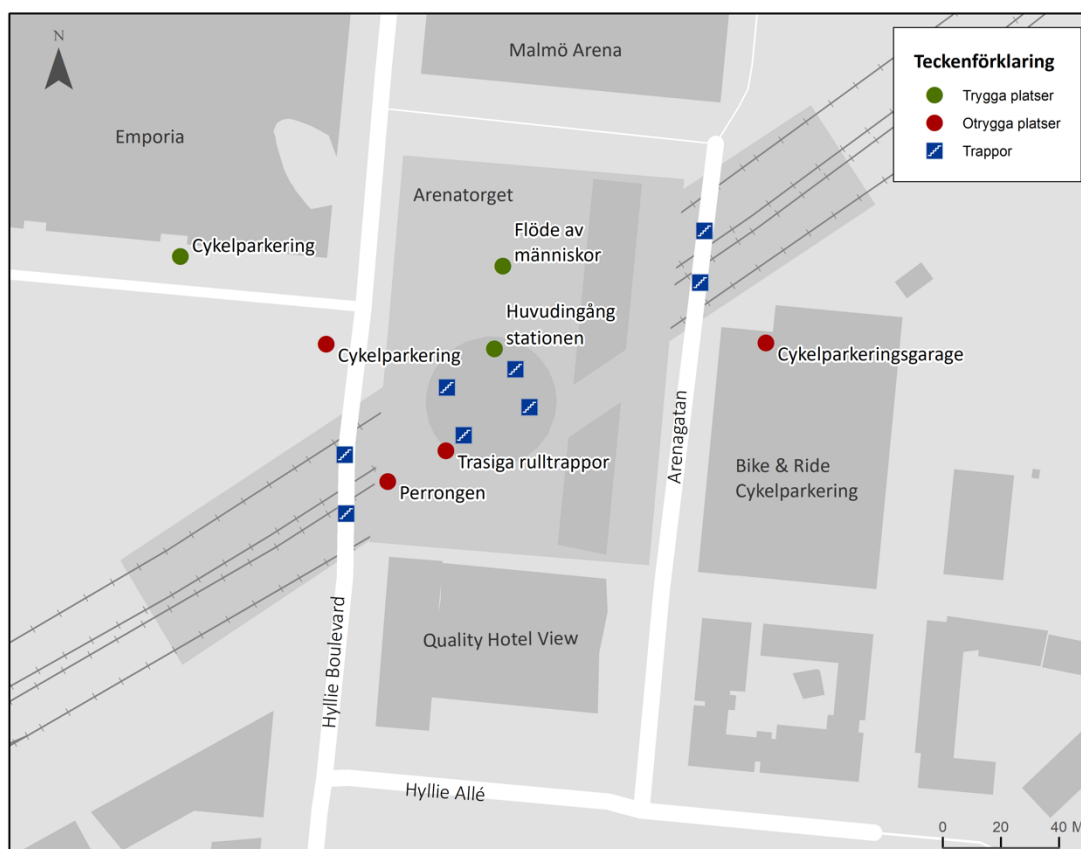 N
Malmö Arena
Teckenförklaring
Trygga platser
Otrygga platser
Trappor
Emporia
Arenatorget
Cykelparkering
Flöde av
människor
Huvudingång
stationen
Cykelparkering
Cykelparkeringsgarage
Trasiga rulltrappor
Perrongen
Arenagatan
Bike & Ride
Cykelparkering
Hyllie Boulevard
Quality Hotel View
Hyllie Allé
0 20 40 M